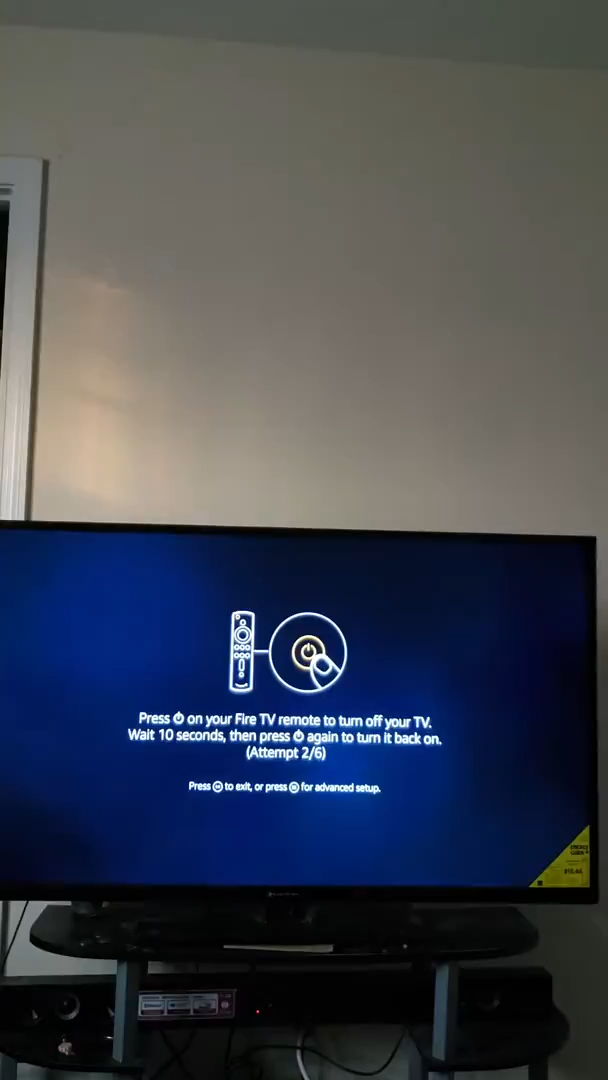 Press ⏻ on your Fire TV remote to turn off your TV.
Wait 10 seconds, then press ⏻ again to turn it back on.
(Attempt 2/6)
Press ⏪ to exit, or press ⏩ for advanced setup.